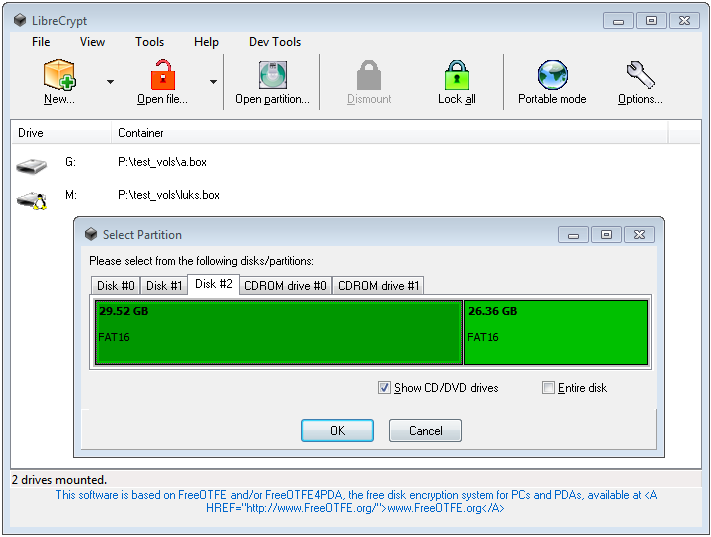 LibreCrypt
File View Tools Help Dev Tools
New... Open file... Open partition... Dismount Lock all Portable mode Options...
Drive Container
G: P:\test_vols\a.box
M: P:\test_vols\luks.box
Select Partition
Please select from the following disks/partitions:
Disk #0 Disk #1 Disk #2 CDROM drive #0 CDROM drive #1
29.52 GB 26.36 GB
FAT16 FAT16
Show CD/DVD drives Entire disk
OK Cancel
2 drives mounted.
This software is based on FreeOTFE and/or FreeOTFE4PDA, the free disk encryption system for PCs and PDAs, available at <A
HREF="http://www.FreeOTFE.org/">www.FreeOTFE.org</A>